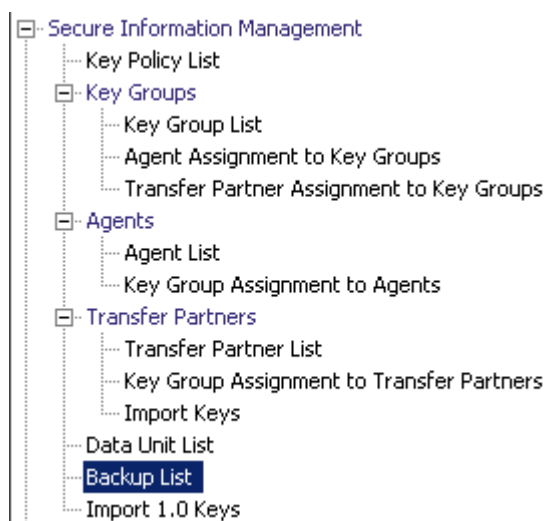 Secure Information Management
Key Policy List
Key Groups
Key Group List
Agent Assignment to Key Groups
Transfer Partner Assignment to Key Groups
Agents
Agent List
Key Group Assignment to Agents
Transfer Partners
Transfer Partner List
Key Group Assignment to Transfer Partners
Import Keys
Data Unit List
Backup List
Import 1.0 Keys